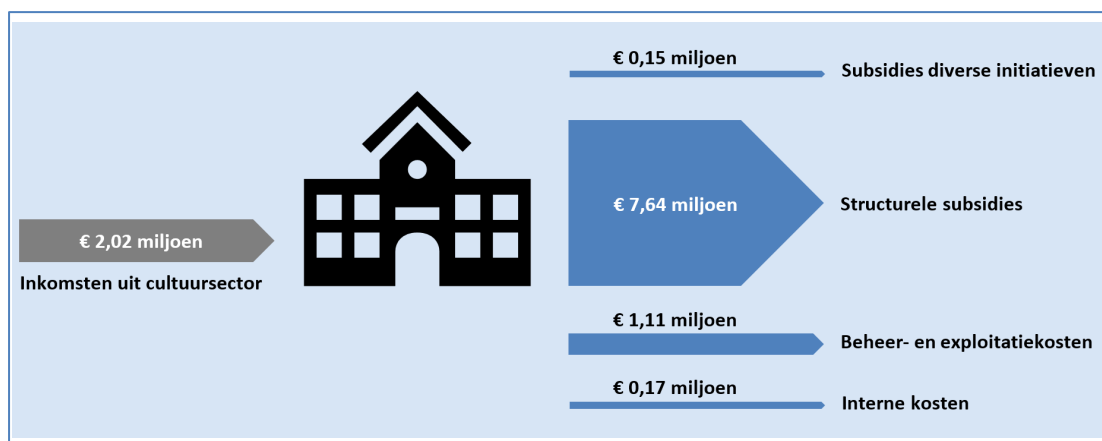 € 0,15 miljoen
Subsidies diverse initiatieven
€ 7,64 miljoen
Structurele subsidies
€ 2,02 miljoen
Inkomsten uit cultuursector
€ 1,11 miljoen
Beheer- en exploitatiekosten
€ 0,17 miljoen
Interne kosten